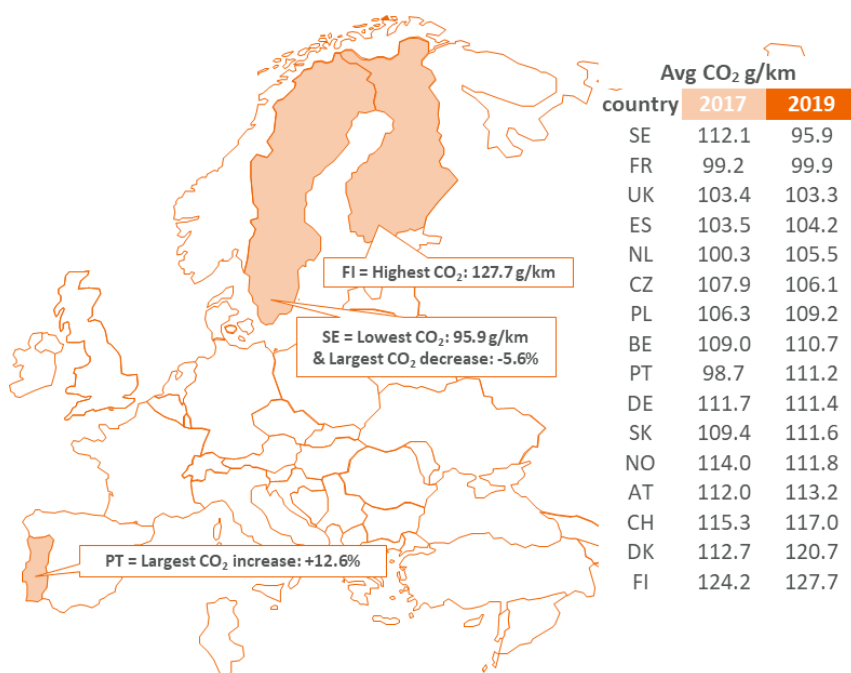 Avg CO₂ g/km
country 2017 2019
SE 112.1 95.9
FR 99.2 99.9
UK 103.4 103.3
ES 103.5 104.2
NL 100.3 105.5
CZ 107.9 106.1
PL 106.3 109.2
BE 109.0 110.7
PT 98.7 111.2
DE 111.7 111.4
SK 109.4 111.6
NO 114.0 111.8
AT 112.0 113.2
CH 115.3 117.0
DK 112.7 120.7
FI 124.2 127.7
FI = Highest CO₂: 127.7 g/km
SE = Lowest CO₂: 95.9 g/km
& Largest CO₂ decrease: -5.6%
PT = Largest CO₂ increase: +12.6%